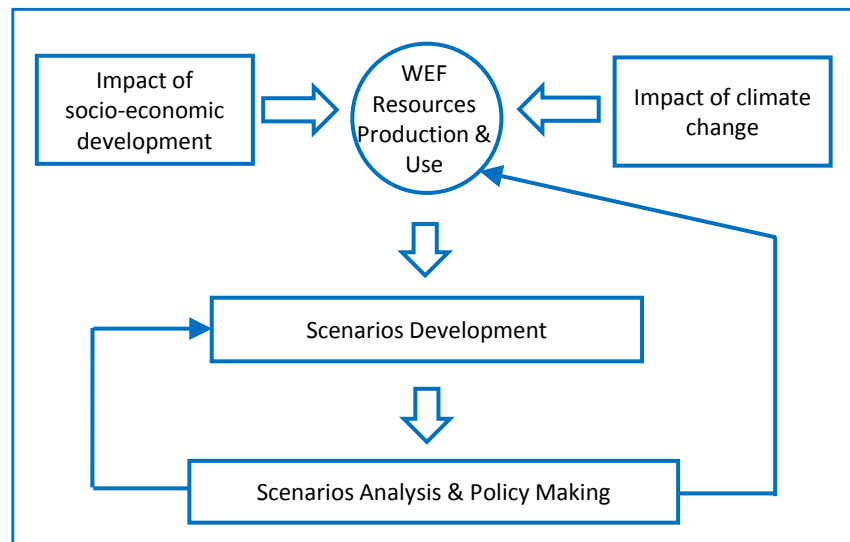 Impact of
socio-economic
development
WEF
Resources
Production &
Use
Impact of climate
change
Scenarios Development
Scenarios Analysis & Policy Making